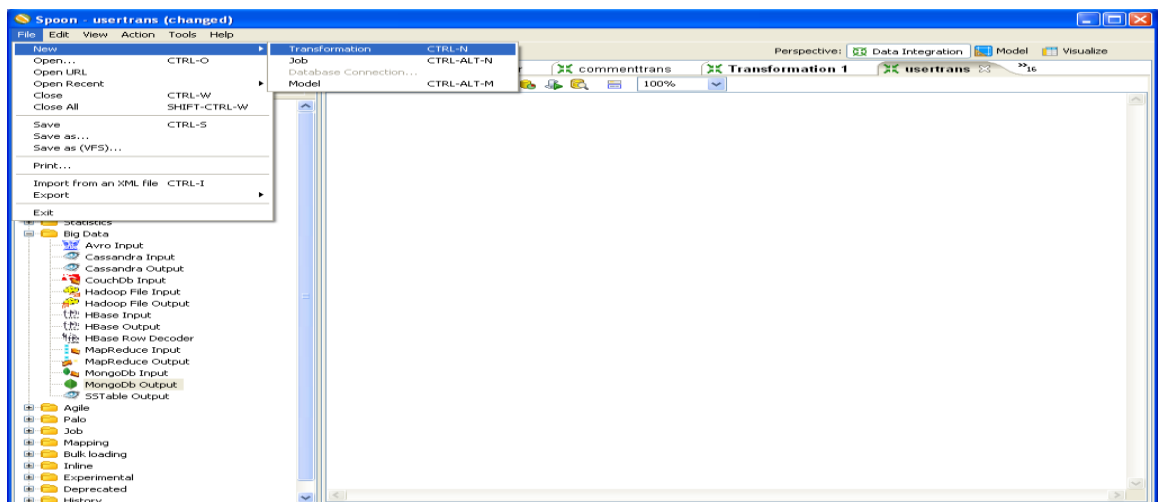 Spoon - usertrans (changed)
File Edit View Action Tools Help
New
Open... CTRL-O
Open URL
Open Recent
Close CTRL-W
Close All SHIFT-CTRL-W
Save CTRL-S
Save as...
Save as (VFS)...
Print...
Import from an XML file CTRL-I
Export
Exit
Transformation CTRL-N
Job CTRL-ALT-N
Database Connection...
Model CTRL-ALT-M
Perspective: Data Integration Model Visualize
commenttrans Transformation 1 usertrans »16
100%
Statistics
Big Data
Avro Input
Cassandra Input
Cassandra Output
CouchDb Input
Hadoop File Input
Hadoop File Output
HBase Input
HBase Output
HBase Row Decoder
MapReduce Input
MapReduce Output
MongoDb Input
MongoDb Output
SSTable Output
Agile
Palo
Job
Mapping
Bulk loading
Inline
Experimental
Deprecated
History